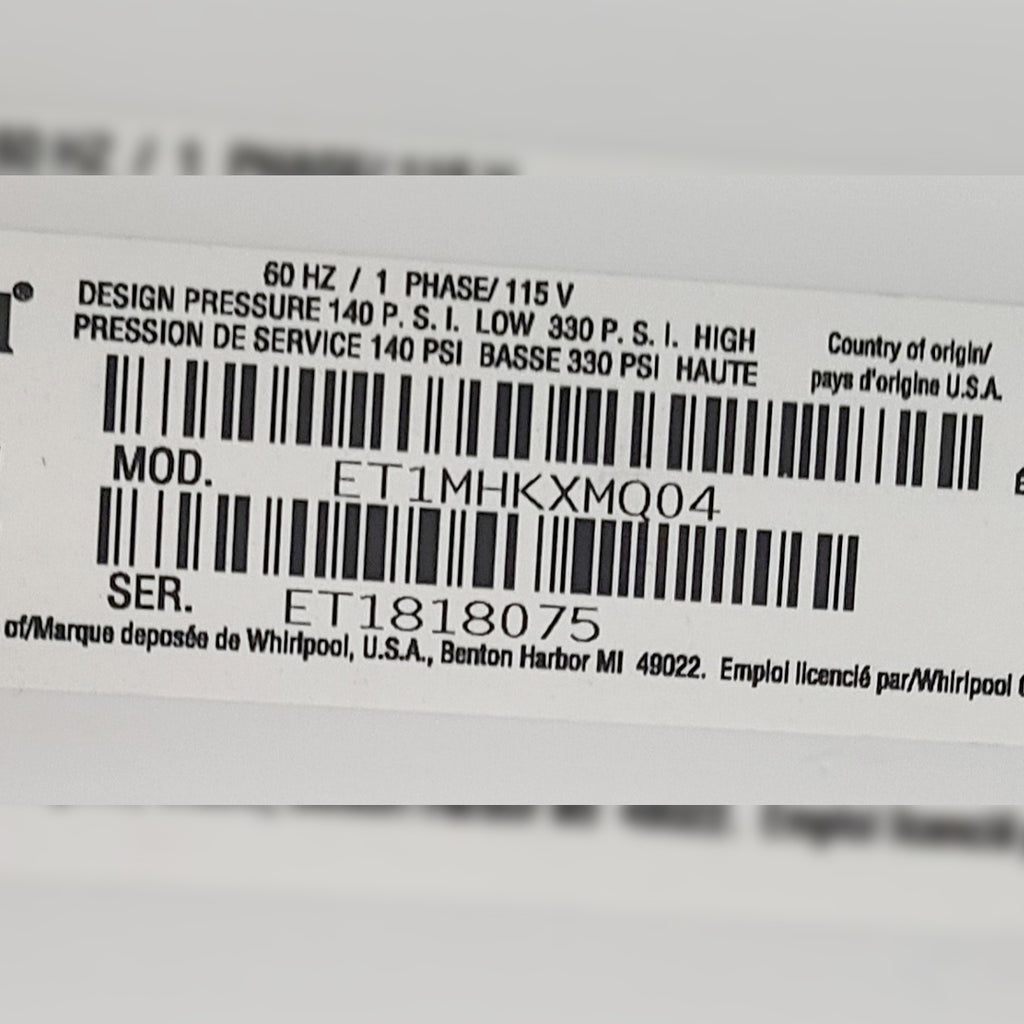 60 HZ / 1 PHASE/ 115 V
DESIGN PRESSURE 140 P. S. I. LOW 330 P. S. I. HIGH
PRESSION DE SERVICE 140 PSI BASSE 330 PSI HAUTE
Country of origin/
pays d'origine U.S.A.
MOD. ET1MHKXMQ04
SER. ET1818075
of/Marque deposée de Whirlpool, U.S.A., Benton Harbor MI 49022. Emploi licencié par/Whirlpool